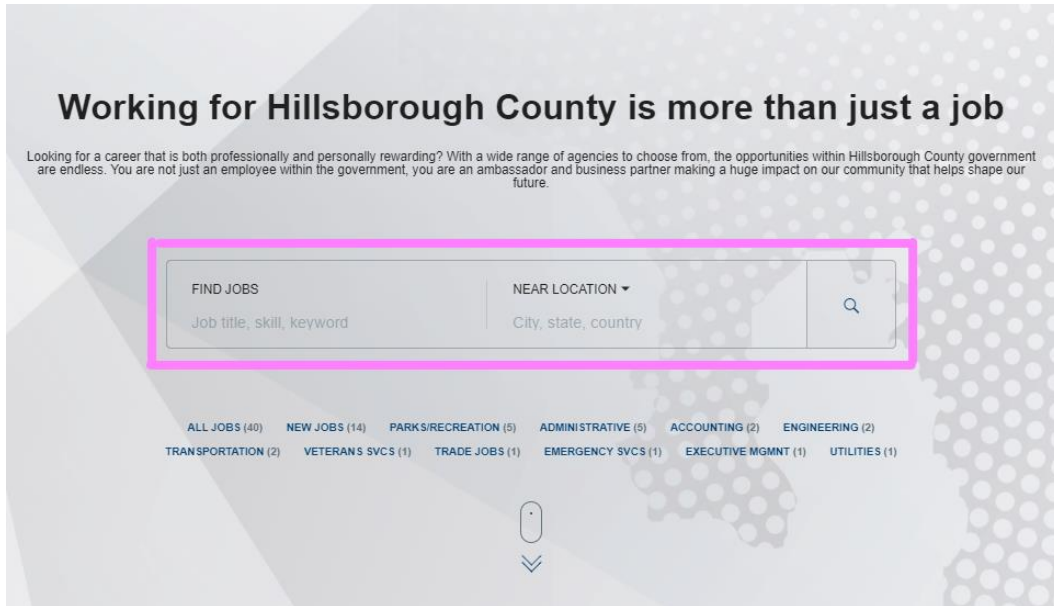 Working for Hillsborough County is more than just a job
Looking for a career that is both professionally and personally rewarding? With a wide range of agencies to choose from, the opportunities within Hillsborough County government
are endless. You are not just an employee within the government, you are an ambassador and business partner making a huge impact on our community that helps shape our
future.
FIND JOBS NEAR LOCATION
Job title, skill, keyword City, state, country
ALL JOBS (40) NEW JOBS (14) PARKS/RECREATION (5) ADMINISTRATIVE (5) ACCOUNTING (2) ENGINEERING (2)
TRANSPORTATION (2) VETERANS SVCS (1) TRADE JOBS (1) EMERGENCY SVCS (1) EXECUTIVE MGMNT (1) UTILITIES (1)